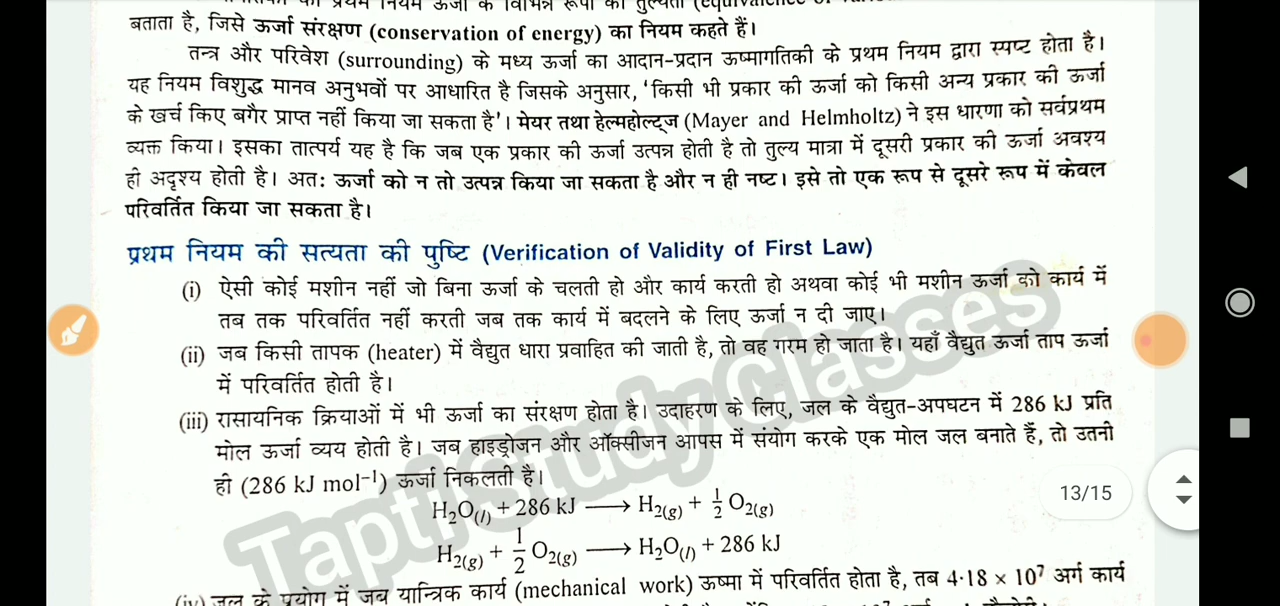 प्रथम नियम ऊर्जा के विभिन्न रूपों की तुल्यता (equivalence of
बताता है, जिसे ऊर्जा संरक्षण (conservation of energy) का नियम कहते हैं।
तन्त्र और परिवेश (surrounding) के मध्य ऊर्जा का आदान-प्रदान ऊष्मागतिकी के प्रथम नियम द्वारा स्पष्ट होता है।
यह नियम विशुद्ध मानव अनुभवों पर आधारित है जिसके अनुसार, 'किसी भी प्रकार की ऊर्जा को किसी अन्य प्रकार की ऊर्जा
के खर्च किए बगैर प्राप्त नहीं किया जा सकता है'। मेयर तथा हेल्महोल्ट्ज (Mayer and Helmholtz) ने इस धारणा को सर्वप्रथम
व्यक्त किया। इसका तात्पर्य यह है कि जब एक प्रकार की ऊर्जा उत्पन्न होती है तो तुल्य मात्रा में दूसरी प्रकार की ऊर्जा अवश्य
ही अदृश्य होती है। अतः ऊर्जा को न तो उत्पन्न किया जा सकता है और न ही नष्ट। इसे तो एक रूप से दूसरे रूप में केवल
परिवर्तित किया जा सकता है।
प्रथम नियम की सत्यता की पुष्टि (Verification of Validity of First Law)
(i) ऐसी कोई मशीन नहीं जो बिना ऊर्जा के चलती हो और कार्य करती हो अथवा कोई भी मशीन ऊर्जा को कार्य में
तब तक परिवर्तित नहीं करती जब तक कार्य में बदलने के लिए ऊर्जा न दी जाए।
(ii) जब किसी तापक (heater) में वैद्युत धारा प्रवाहित की जाती है, तो वह गरम हो जाता है। यहाँ वैद्युत ऊर्जा ताप ऊर्जा
में परिवर्तित होती है।
(iii) रासायनिक क्रियाओं में भी ऊर्जा का संरक्षण होता है। उदाहरण के लिए, जल के वैद्युत-अपघटन में 286 kJ प्रति
मोल ऊर्जा व्यय होती है। जब हाइड्रोजन और ऑक्सीजन आपस में संयोग करके एक मोल जल बनाते हैं, तो उतनी
ही (286 kJ mol⁻¹) ऊर्जा निकलती है।
H₂O(l) + 286 kJ ⟶ H₂(g) + ½ O₂(g)
H₂(g) + ½ O₂(g) ⟶ H₂O(l) + 286 kJ
(iv) जल के प्रयोग में जब यान्त्रिक कार्य (mechanical work) ऊष्मा में परिवर्तित होता है, तब 4·18 × 10⁷ अर्ग कार्य
Tapti Study Classes
13/15